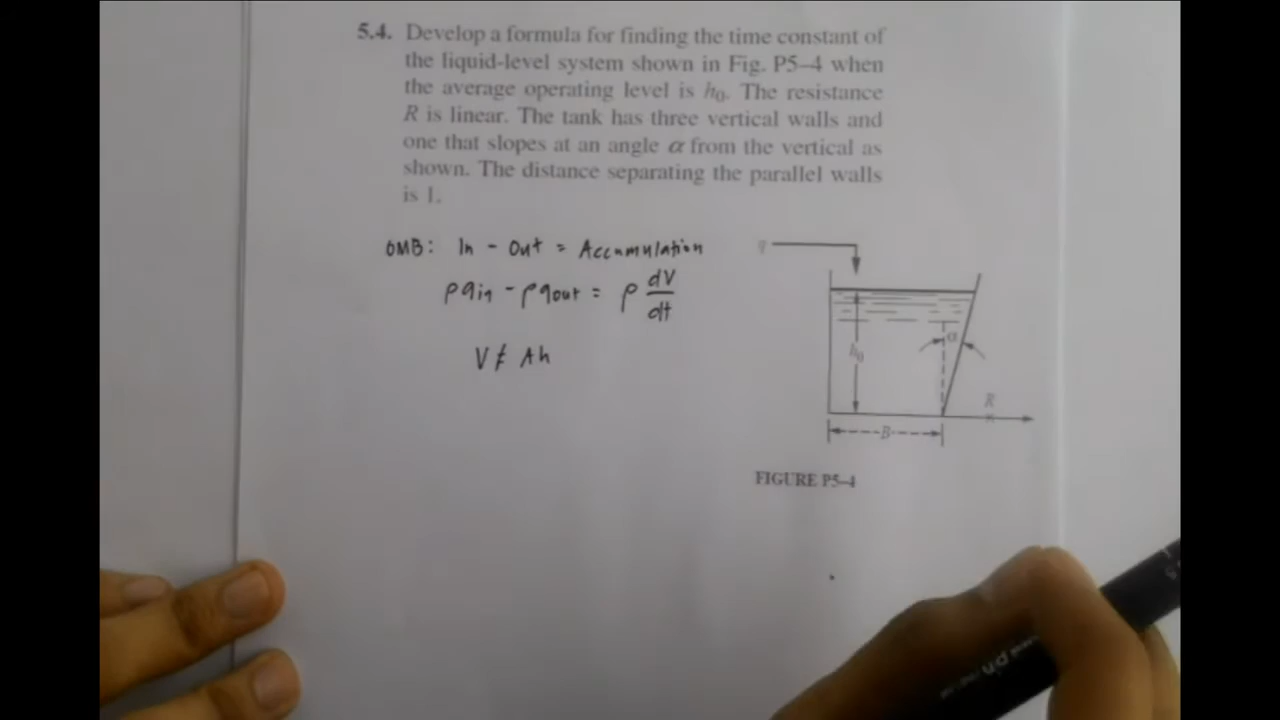 5.4. Develop a formula for finding the time constant of
the liquid-level system shown in Fig. P5–4 when
the average operating level is h₀. The resistance
R is linear. The tank has three vertical walls and
one that slopes at an angle α from the vertical as
shown. The distance separating the parallel walls
is 1.
OMB: In - Out = Accumulation
ρqin - ρqout = ρ dV/dt
V ≠ Ah
q
α
h₀
R
B
FIGURE P5–4